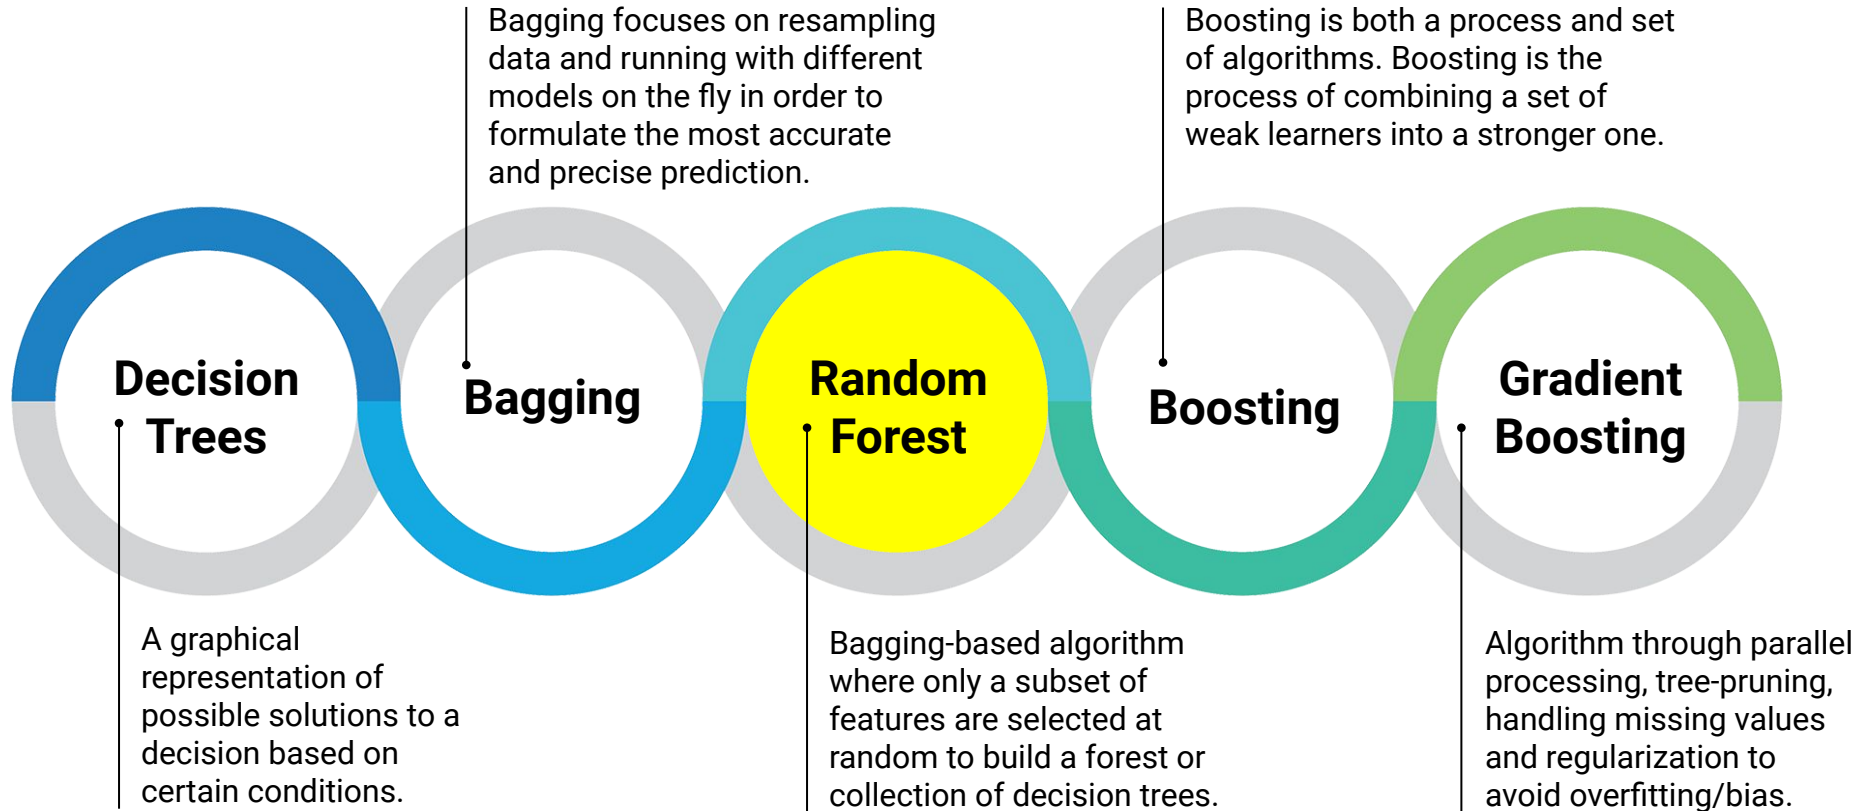 Bagging focuses on resampling
data and running with different
models on the fly in order to
formulate the most accurate
and precise prediction.
Boosting is both a process and set
of algorithms. Boosting is the
process of combining a set of
weak learners into a stronger one.
Decision
Trees
Bagging
Random
Forest
Boosting
Gradient
Boosting
A graphical
representation of
possible solutions to a
decision based on
certain conditions.
Bagging-based algorithm
where only a subset of
features are selected at
random to build a forest or
collection of decision trees.
Algorithm through parallel
processing, tree-pruning,
handling missing values
and regularization to
avoid overfitting/bias.